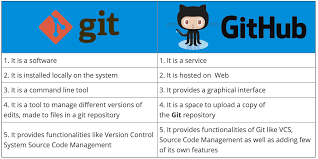 git
GitHub
1. It is a software
1. It is a service
2. It is installed locally on the system
2. It is hosted on Web
3. It is a command line tool
3. It provides a graphical interface
4. It is a tool to manage different versions of
edits, made to files in a git repository
4. It is a space to upload a copy of
the Git repository
5. It provides functionalities like Version Control
System Source Code Management
5. It provides functionalities of Git like VCS,
Source Code Management as well as adding few
of its own features